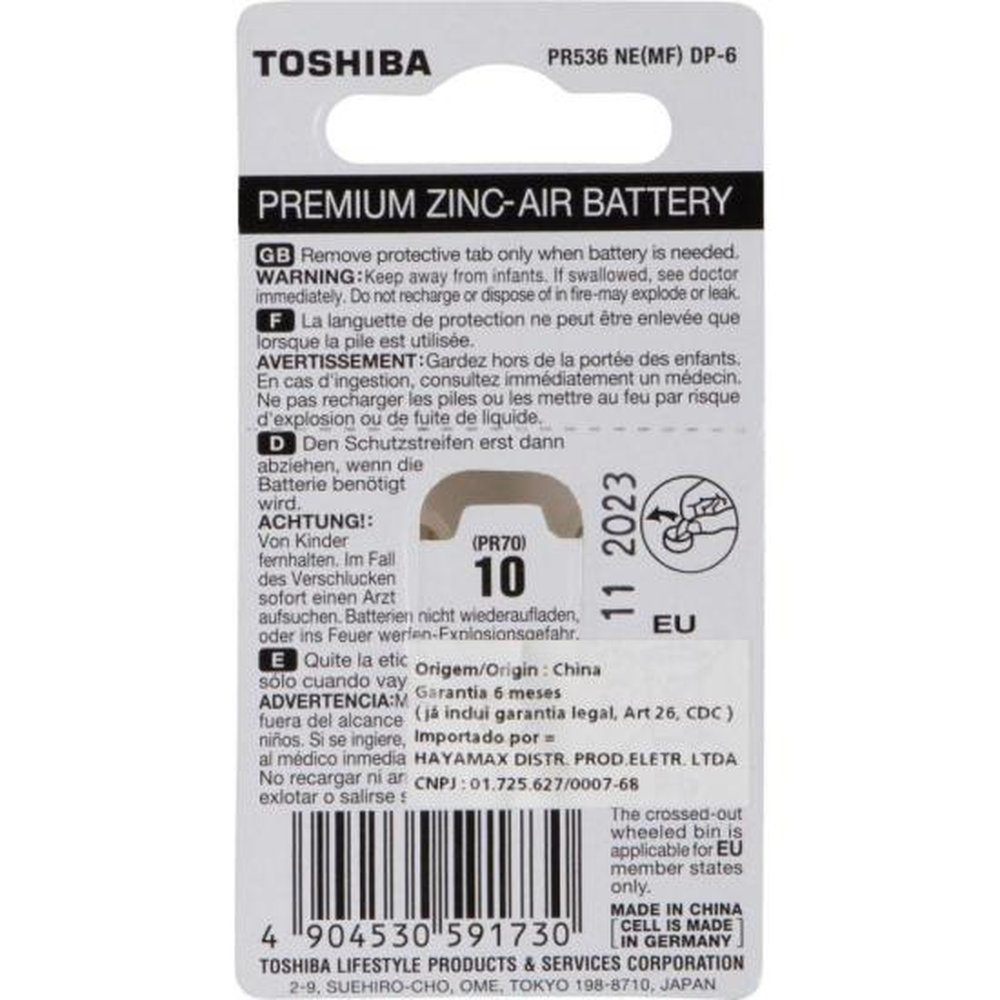 TOSHIBA
PR536 NE(MF) DP-6
PREMIUM ZINC-AIR BATTERY
GB Remove protective tab only when battery is needed.
WARNING:Keep away from infants. If swallowed, see doctor
immediately. Do not recharge or dispose of in fire-may explode or leak.
F La languette de protection ne peut être enlevée que
lorsque la pile est utilisée.
AVERTISSEMENT:Gardez hors de la portée des enfants.
En cas d'ingestion, consultez immédiatement un médecin.
Ne pas recharger les piles ou les mettre au feu par risque
d'explosion ou de fuite de liquide.
D Den Schutzstreifen erst dann
abziehen, wenn die
Batterie benötigt
wird.
ACHTUNG!:
Von Kinder
fernhalten. Im Fall
des Verschlucken
sofort einen Arzt
aufsuchen. Batterien nicht wiederaufladen,
oder ins Feuer werfen-Explosionsgefahr.
(PR70)
10
11 2023
EU
E Quite la etic
sólo cuando vay
ADVERTENCIA:M
fuera del alcance
niños. Si se ingiere,
al médico inmedia
No recargar ni ar
exlotar o salirse s
Origem/Origin : China
Garantia 6 meses
( já inclui garantia legal, Art 26, CDC )
Importado por =
HAYAMAX DISTR. PROD.ELETR. LTDA
CNPJ : 01.725.627/0007-68
The crossed-out
wheeled bin is
applicable for EU
member states
only.
MADE IN CHINA
[CELL IS MADE
IN GERMANY]
4 904530 591730
TOSHIBA LIFESTYLE PRODUCTS & SERVICES CORPORATION
2-9, SUEHIRO-CHO, OME, TOKYO 198-8710, JAPAN